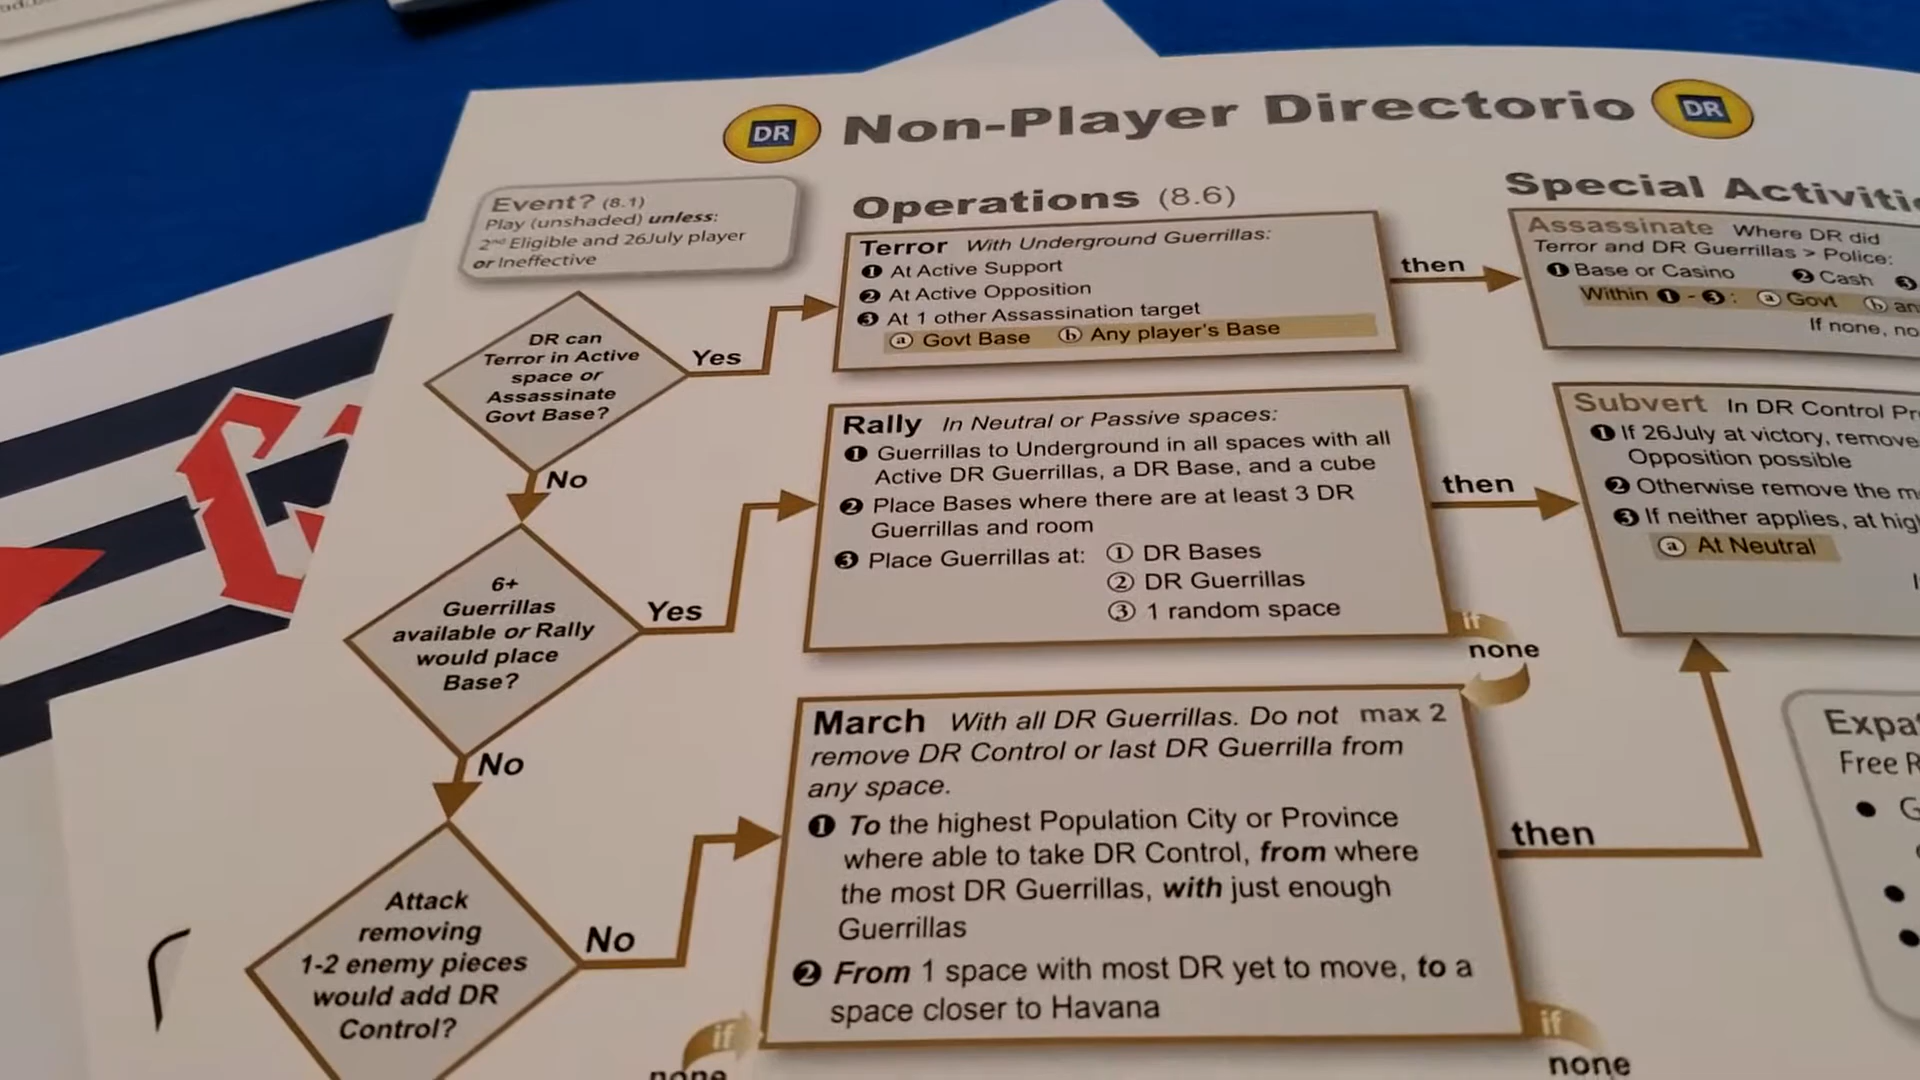 DR Non-Player Directorio DR
Event? (8.1)
Play (unshaded) unless:
2nd Eligible and 26July player
or Ineffective
Operations (8.6)
Special
Terror With Underground Guerrillas:
❶ At Active Support
❷ At Active Opposition
❸ At 1 other Assassination target
ⓐ Govt Base ⓑ Any player's Base
then
Assassinate Where DR did
Terror and DR Guerrillas > Police:
❶ Base or Casino ❷ Cash ❸
Within ❶ - ❸: ⓐ Govt ⓑ
If none, no
DR can
Terror in Active
space or
Assassinate
Govt Base?
Yes
No
Rally In Neutral or Passive spaces:
❶ Guerrillas to Underground in all spaces with all
Active DR Guerrillas, a DR Base, and a cube
❷ Place Bases where there are at least 3 DR
Guerrillas and room
❸ Place Guerrillas at: ① DR Bases
② DR Guerrillas
③ 1 random space
then
if
none
Subvert In DR Control
❶ If 26July at victory, remove
Opposition possible
❷ Otherwise remove the
❸ If neither applies, at
ⓐ At Neutral
6+
Guerrillas
available or Rally
would place
Base?
Yes
No
March With all DR Guerrillas. Do not max 2
remove DR Control or last DR Guerrilla from
any space.
❶ To the highest Population City or Province
where able to take DR Control, from where
the most DR Guerrillas, with just enough
Guerrillas
❷ From 1 space with most DR yet to move, to a
space closer to Havana
then
if
none
Free
Attack
removing
1-2 enemy pieces
would add DR
Control?
No
if
none